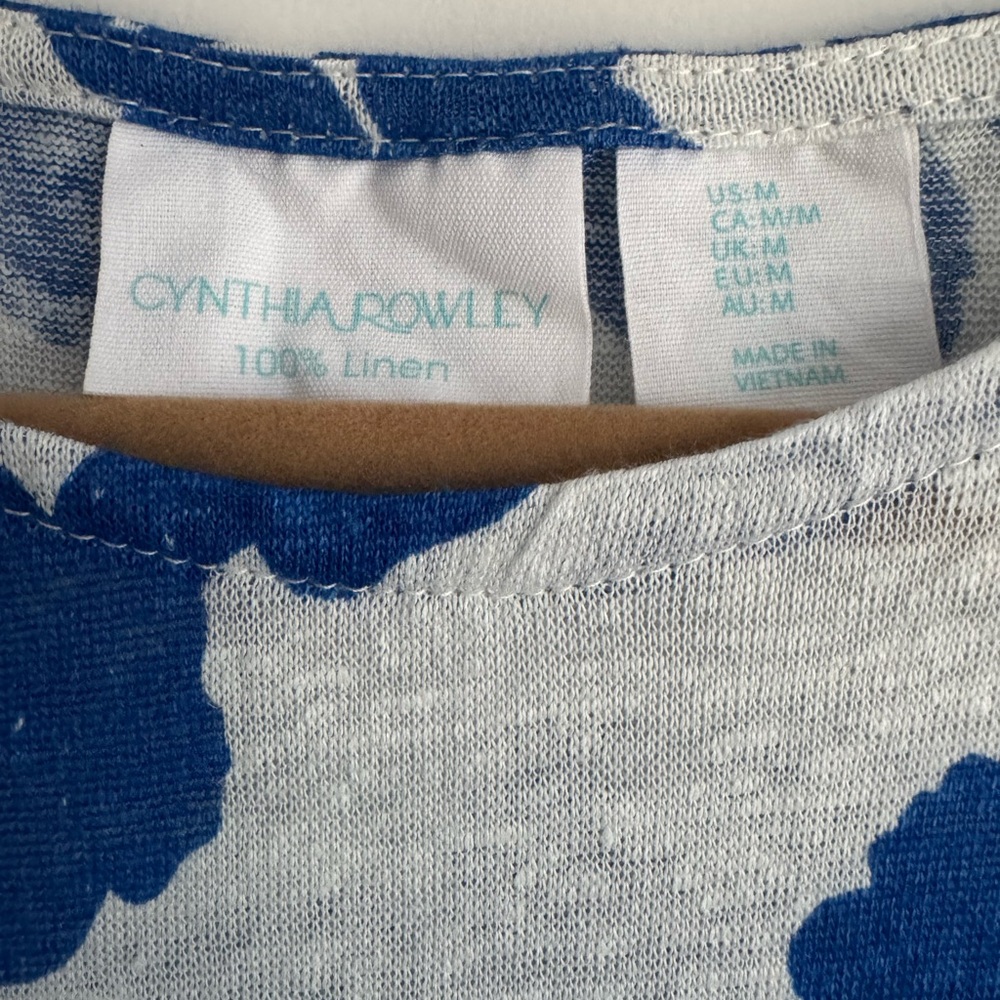 CYNTHIA ROWLEY
100% Linen
US: M
CA: M/M
UK: M
EU: M
AU: M
MADE IN
VIETNAM